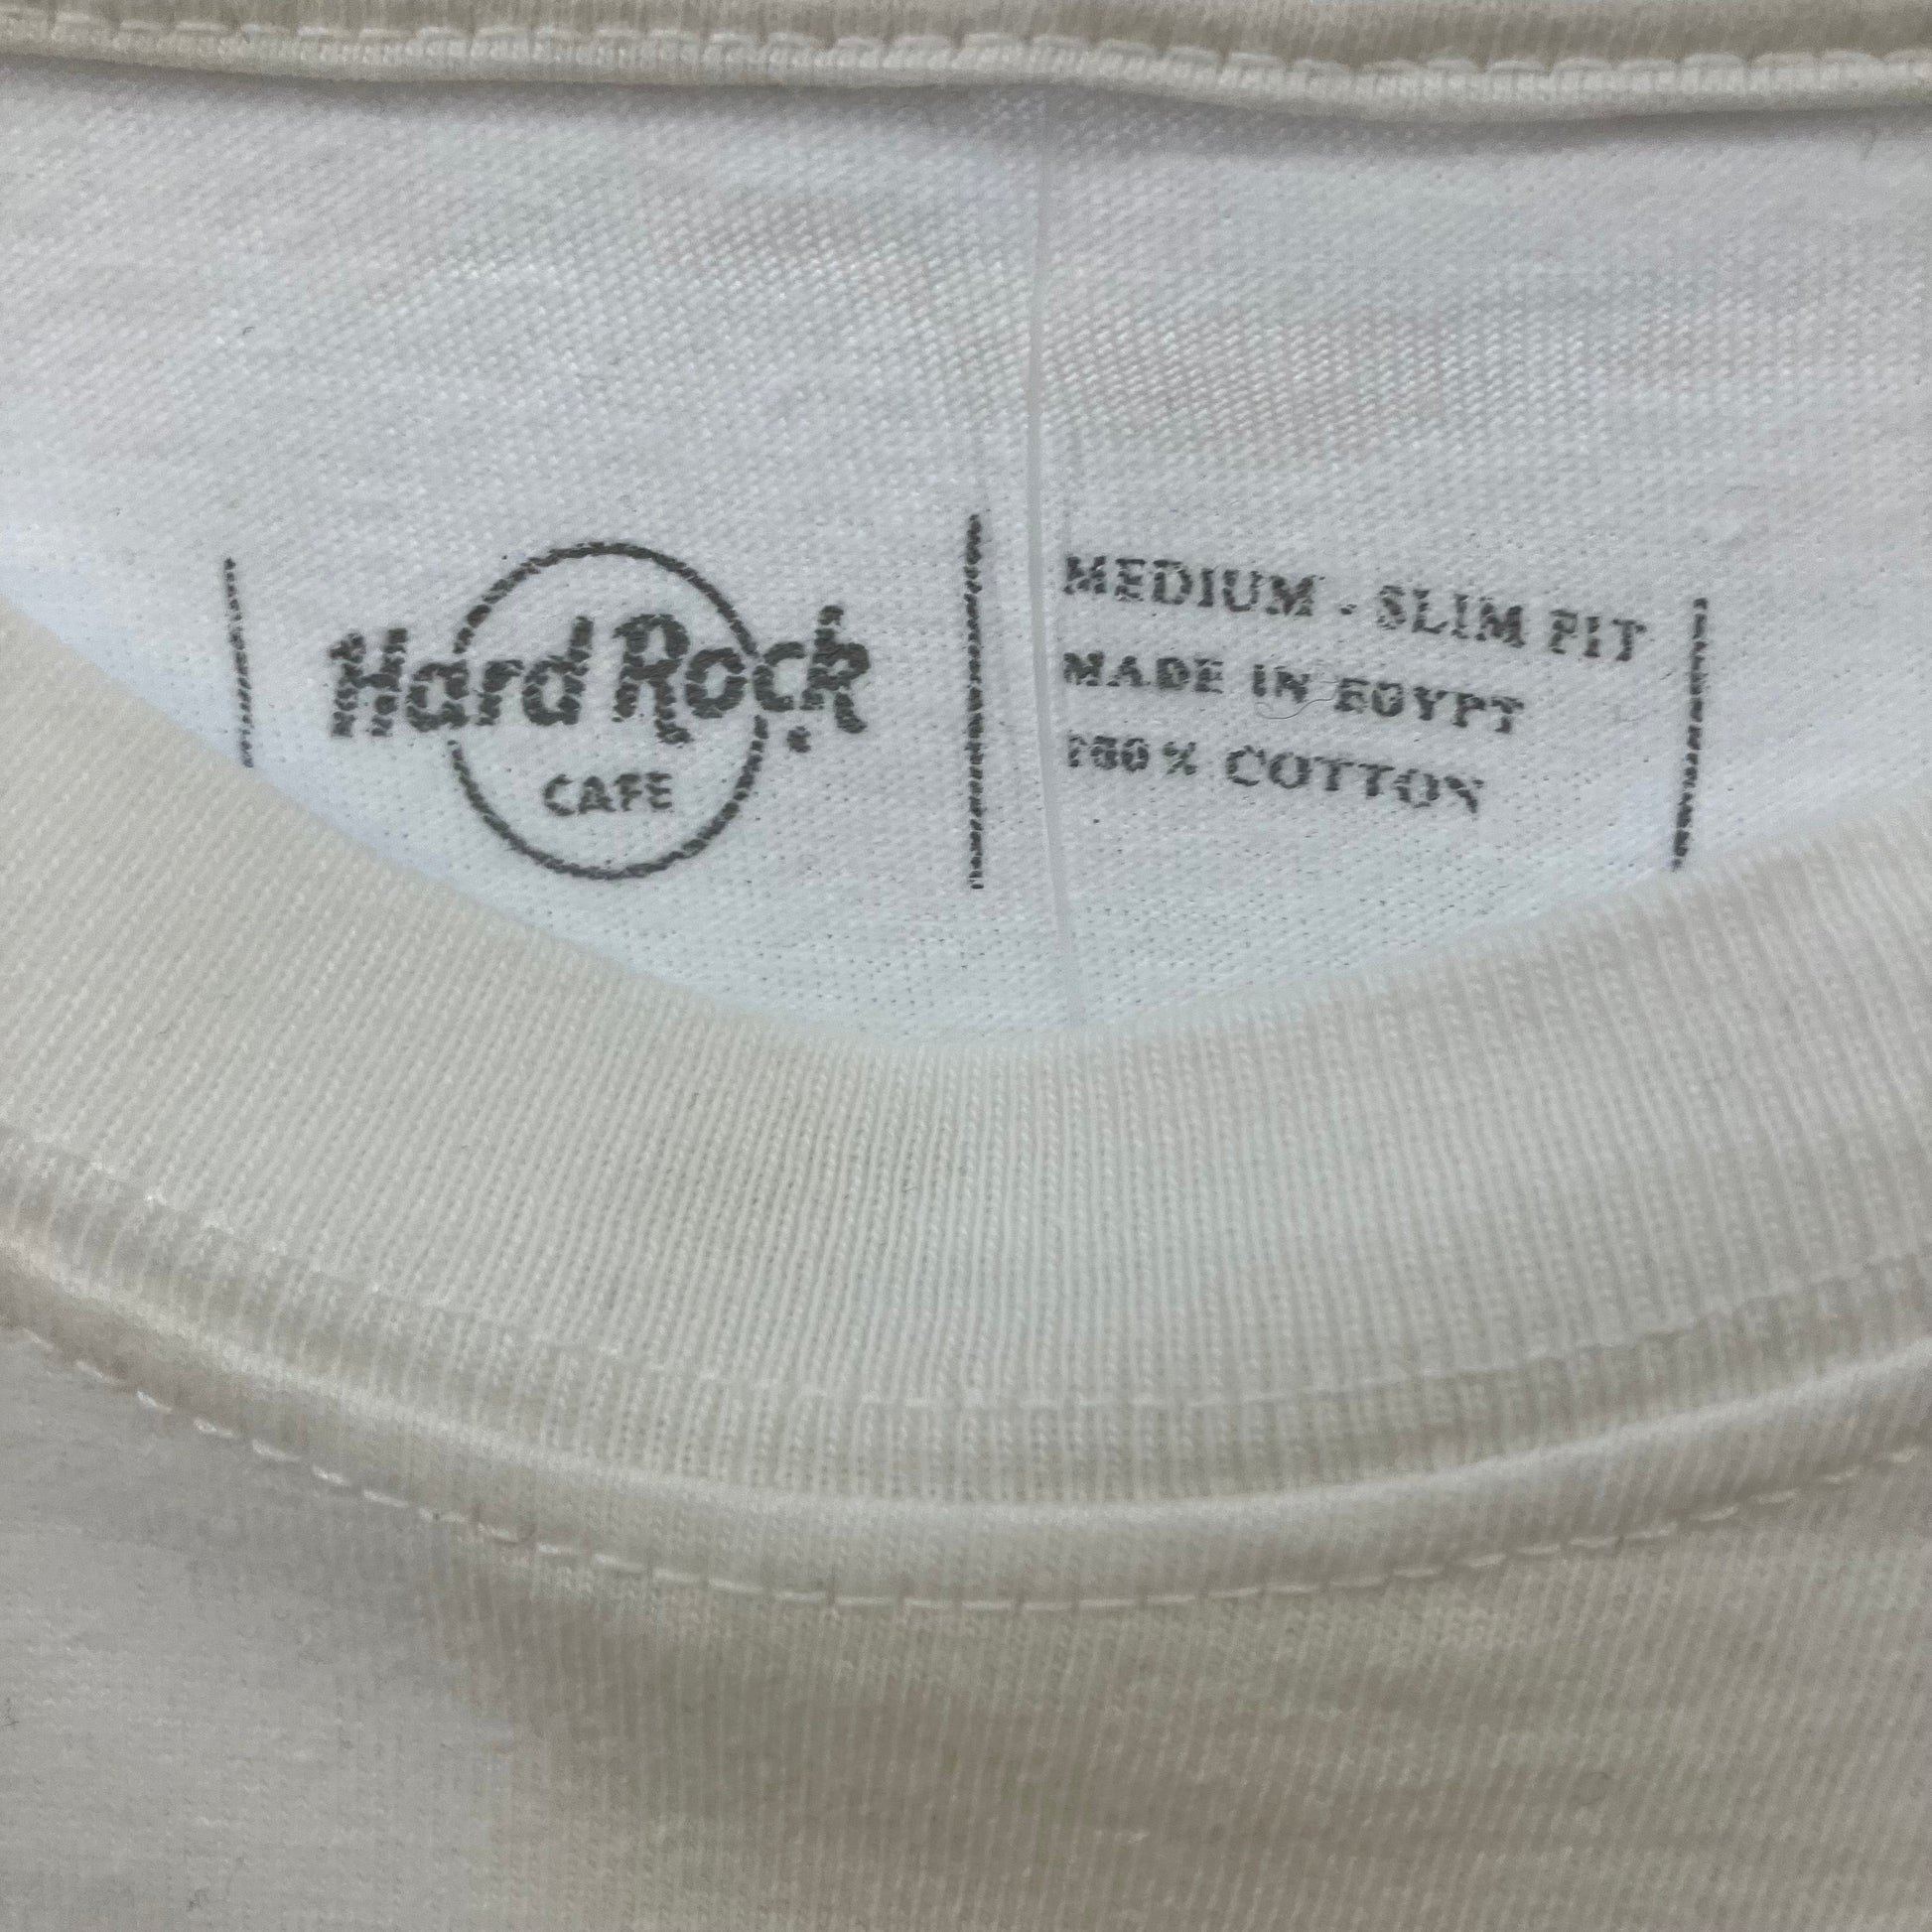 Hard Rock
CAFE
MEDIUM - SLIM FIT
MADE IN EGYPT
100% COTTON